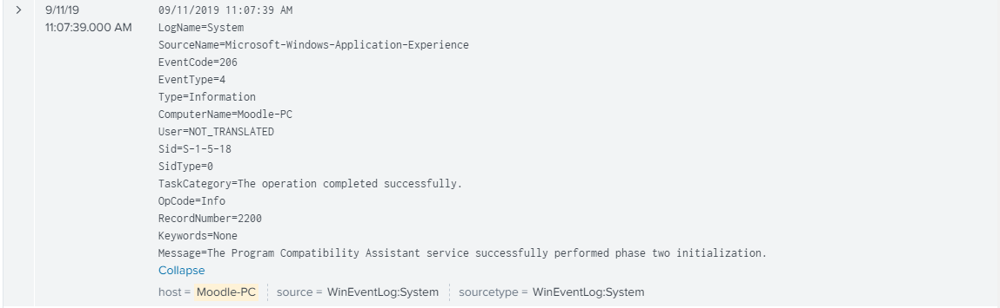 9/11/19 09/11/2019 11:07:39 AM
11:07:39.000 AM LogName=System
SourceName=Microsoft-Windows-Application-Experience
EventCode=206
EventType=4
Type=Information
ComputerName=Moodle-PC
User=NOT_TRANSLATED
Sid=S-1-5-18
SidType=0
TaskCategory=The operation completed successfully.
OpCode=Info
RecordNumber=2200
Keywords=None
Message=The Program Compatibility Assistant service successfully performed phase two initialization.
Collapse
host = Moodle-PC source = WinEventLog:System sourcetype = WinEventLog:System